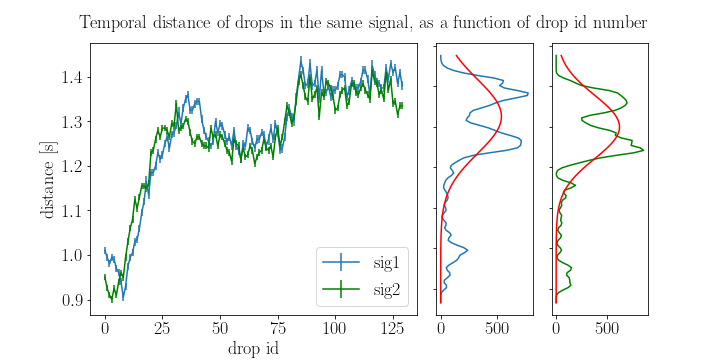 Temporal distance of drops in the same signal, as a function of drop id number
distance [s]
1.4
1.3
1.2
1.1
1.0
0.9
sig1
sig2
0 25 50 75 100 125
0 500
0 500
drop id